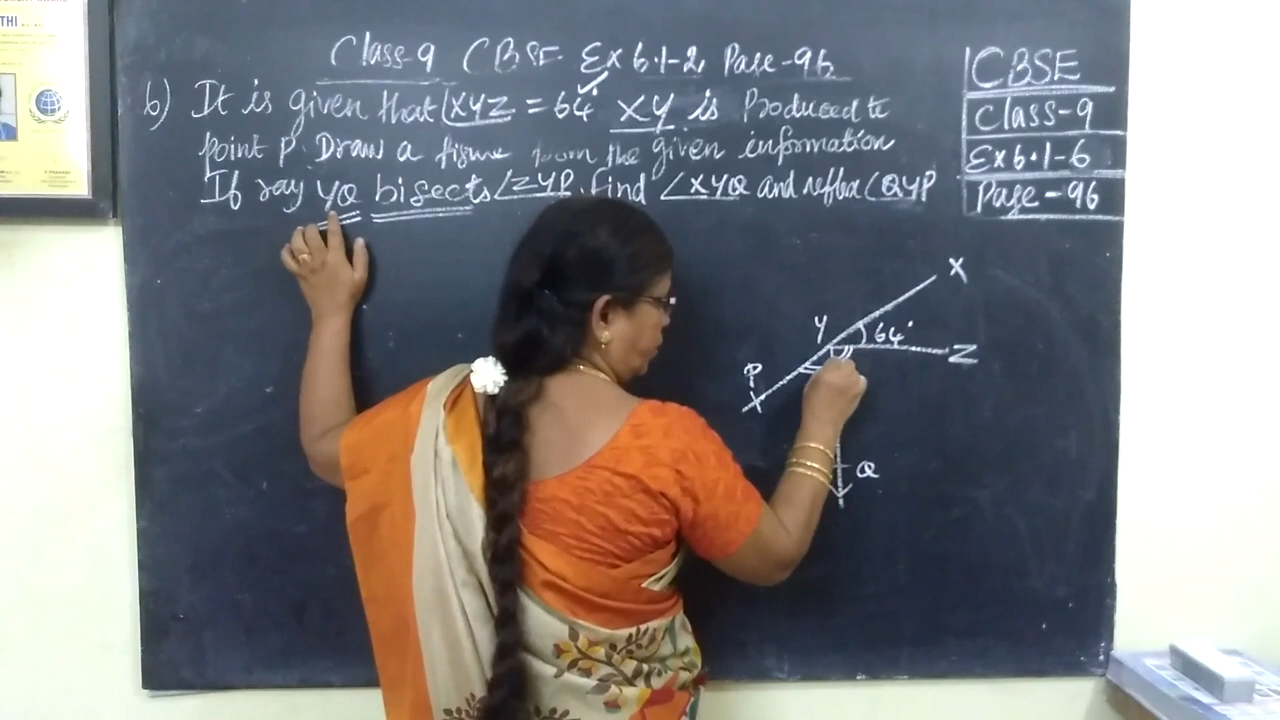 Class-9 CBSE Ex 6.1-2, Page-96
6) It is given that ∠XYZ = 64° XY is Produced to
point P. Draw a figure from the given information
If ray YQ bisects ∠ZYP. Find ∠XYQ and reflex ∠QYP
CBSE
Class-9
Ex 6.1-6
Page-96
X
Y
64°
Z
P
Q
THI